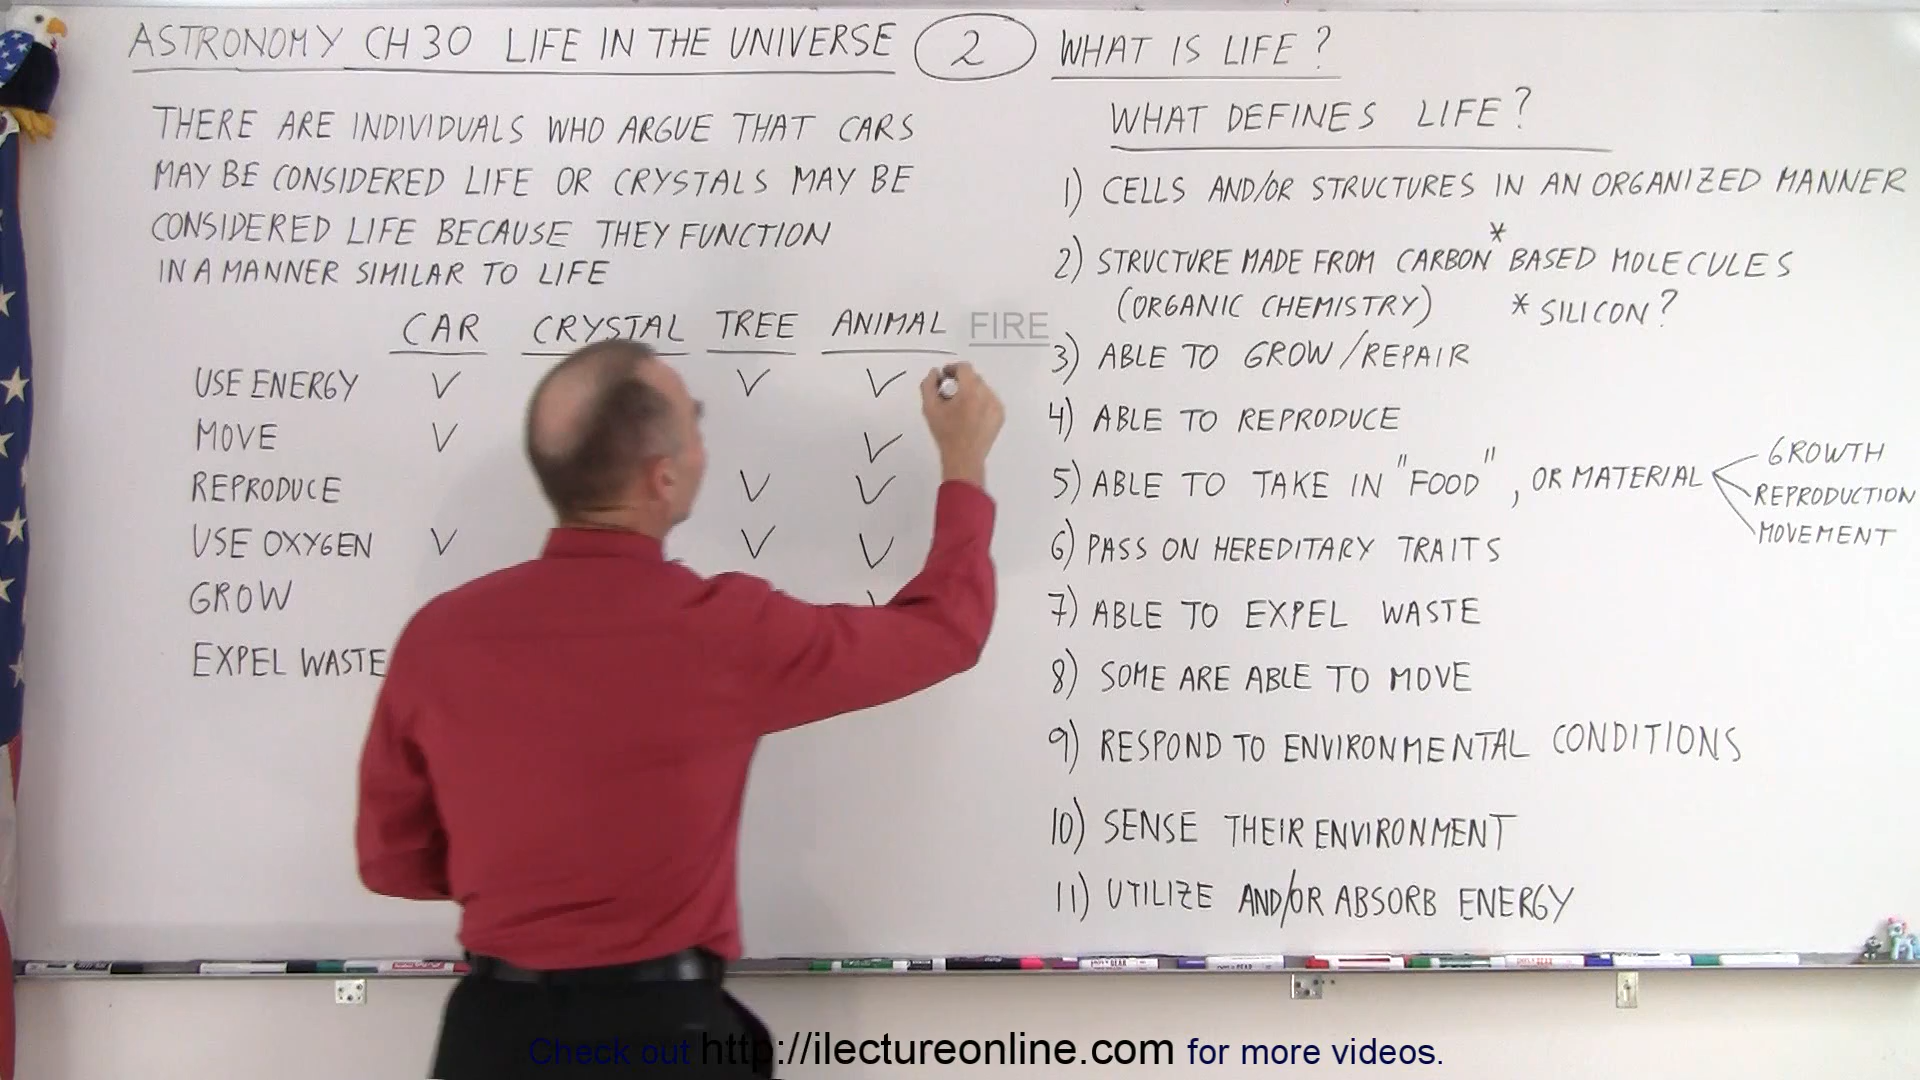 ASTRONOMY CH 30 LIFE IN THE UNIVERSE 2 WHAT IS LIFE?
THERE ARE INDIVIDUALS WHO ARGUE THAT CARS
MAY BE CONSIDERED LIFE OR CRYSTALS MAY BE
CONSIDERED LIFE BECAUSE THEY FUNCTION
IN A MANNER SIMILAR TO LIFE
CAR CRYSTAL TREE ANIMAL FIRE
USE ENERGY ✓ ✓ ✓
MOVE ✓ ✓
REPRODUCE ✓ ✓
USE OXYGEN ✓ ✓ ✓
GROW
EXPEL WASTE
WHAT DEFINES LIFE?
1) CELLS AND/OR STRUCTURES IN AN ORGANIZED MANNER
2) STRUCTURE MADE FROM CARBON* BASED MOLECULES
(ORGANIC CHEMISTRY) * SILICON?
3) ABLE TO GROW/REPAIR
4) ABLE TO REPRODUCE
5) ABLE TO TAKE IN "FOOD", OR MATERIAL
GROWTH
REPRODUCTION
MOVEMENT
6) PASS ON HEREDITARY TRAITS
7) ABLE TO EXPEL WASTE
8) SOME ARE ABLE TO MOVE
9) RESPOND TO ENVIRONMENTAL CONDITIONS
10) SENSE THEIR ENVIRONMENT
11) UTILIZE AND/OR ABSORB ENERGY
Check out http://ilectureonline.com for more videos.